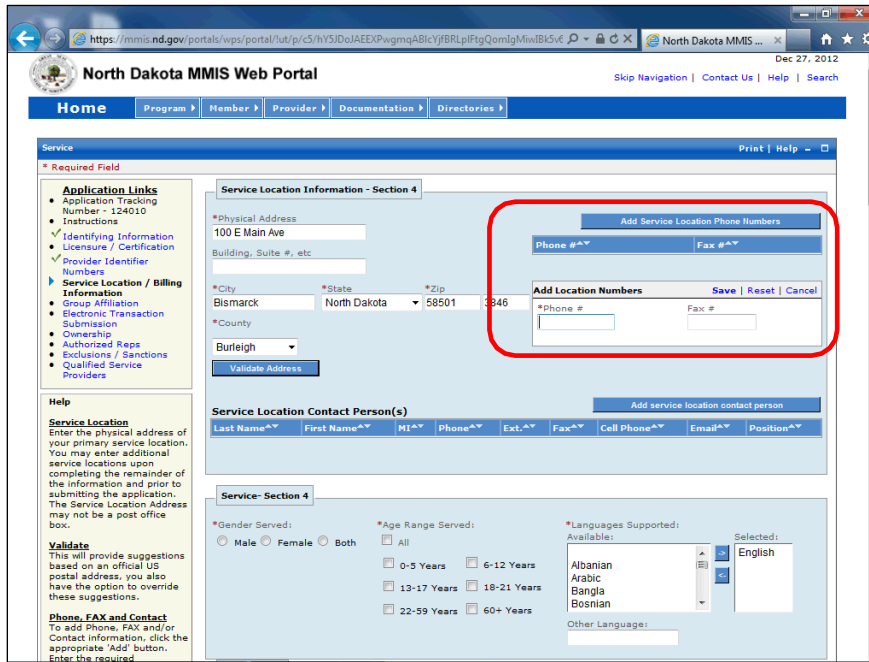 https://mmis.nd.gov/portals/wps/portal/!ut/p/c5/hY5JDoJAEEXPwgmqABlcYjfBRLpIFtgQomIgMiwIBk5v6
North Dakota MMIS ...
Dec 27, 2012
North Dakota MMIS Web Portal
Skip Navigation | Contact Us | Help | Search
Home Program Member Provider Documentation Directories
Service
Print | Help
* Required Field
Application Links
Application Tracking
Number - 124010
Instructions
Identifying Information
Licensure / Certification
Provider Identifier
Numbers
Service Location / Billing
Information
Group Affiliation
Electronic Transaction
Submission
Ownership
Authorized Reps
Exclusions / Sanctions
Qualified Service
Providers
Help
Service Location
Enter the physical address of
your primary service location.
You may enter additional
service locations upon
completing the remainder of
the information and prior to
submitting the application.
The Service Location Address
may not be a post office
box.
Validate
This will provide suggestions
based on an official US
postal address, you also
have the option to override
these suggestions.
Phone, FAX and Contact
To add Phone, FAX and/or
Contact information, click the
appropriate 'Add' button.
Enter the required
Service Location Information - Section 4
*Physical Address
100 E Main Ave
Building, Suite #, etc
*City *State *Zip
Bismarck North Dakota 58501 3846
*County
Burleigh
Validate Address
Add Service Location Phone Numbers
Phone # Fax #
Add Location Numbers Save | Reset | Cancel
*Phone # Fax #
Add service location contact person
Service Location Contact Person(s)
Last Name First Name MI Phone Ext. Fax Cell Phone Email Position
Service- Section 4
*Gender Served:
Male Female Both
*Age Range Served:
All
0-5 Years 6-12 Years
13-17 Years 18-21 Years
22-59 Years 60+ Years
*Languages Supported:
Available: Selected:
Albanian
Arabic
Bangla
Bosnian
English
Other Language: